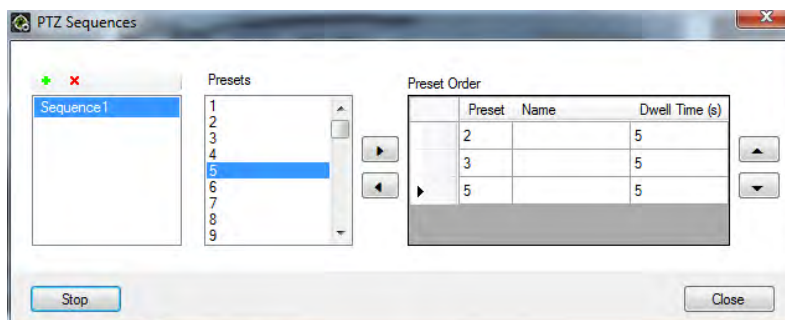 PTZ Sequences
Presets
Preset Order
Sequence1
1
2
3
4
5
6
7
8
9
Preset Name Dwell Time (s)
2 5
3 5
5 5
Stop
Close